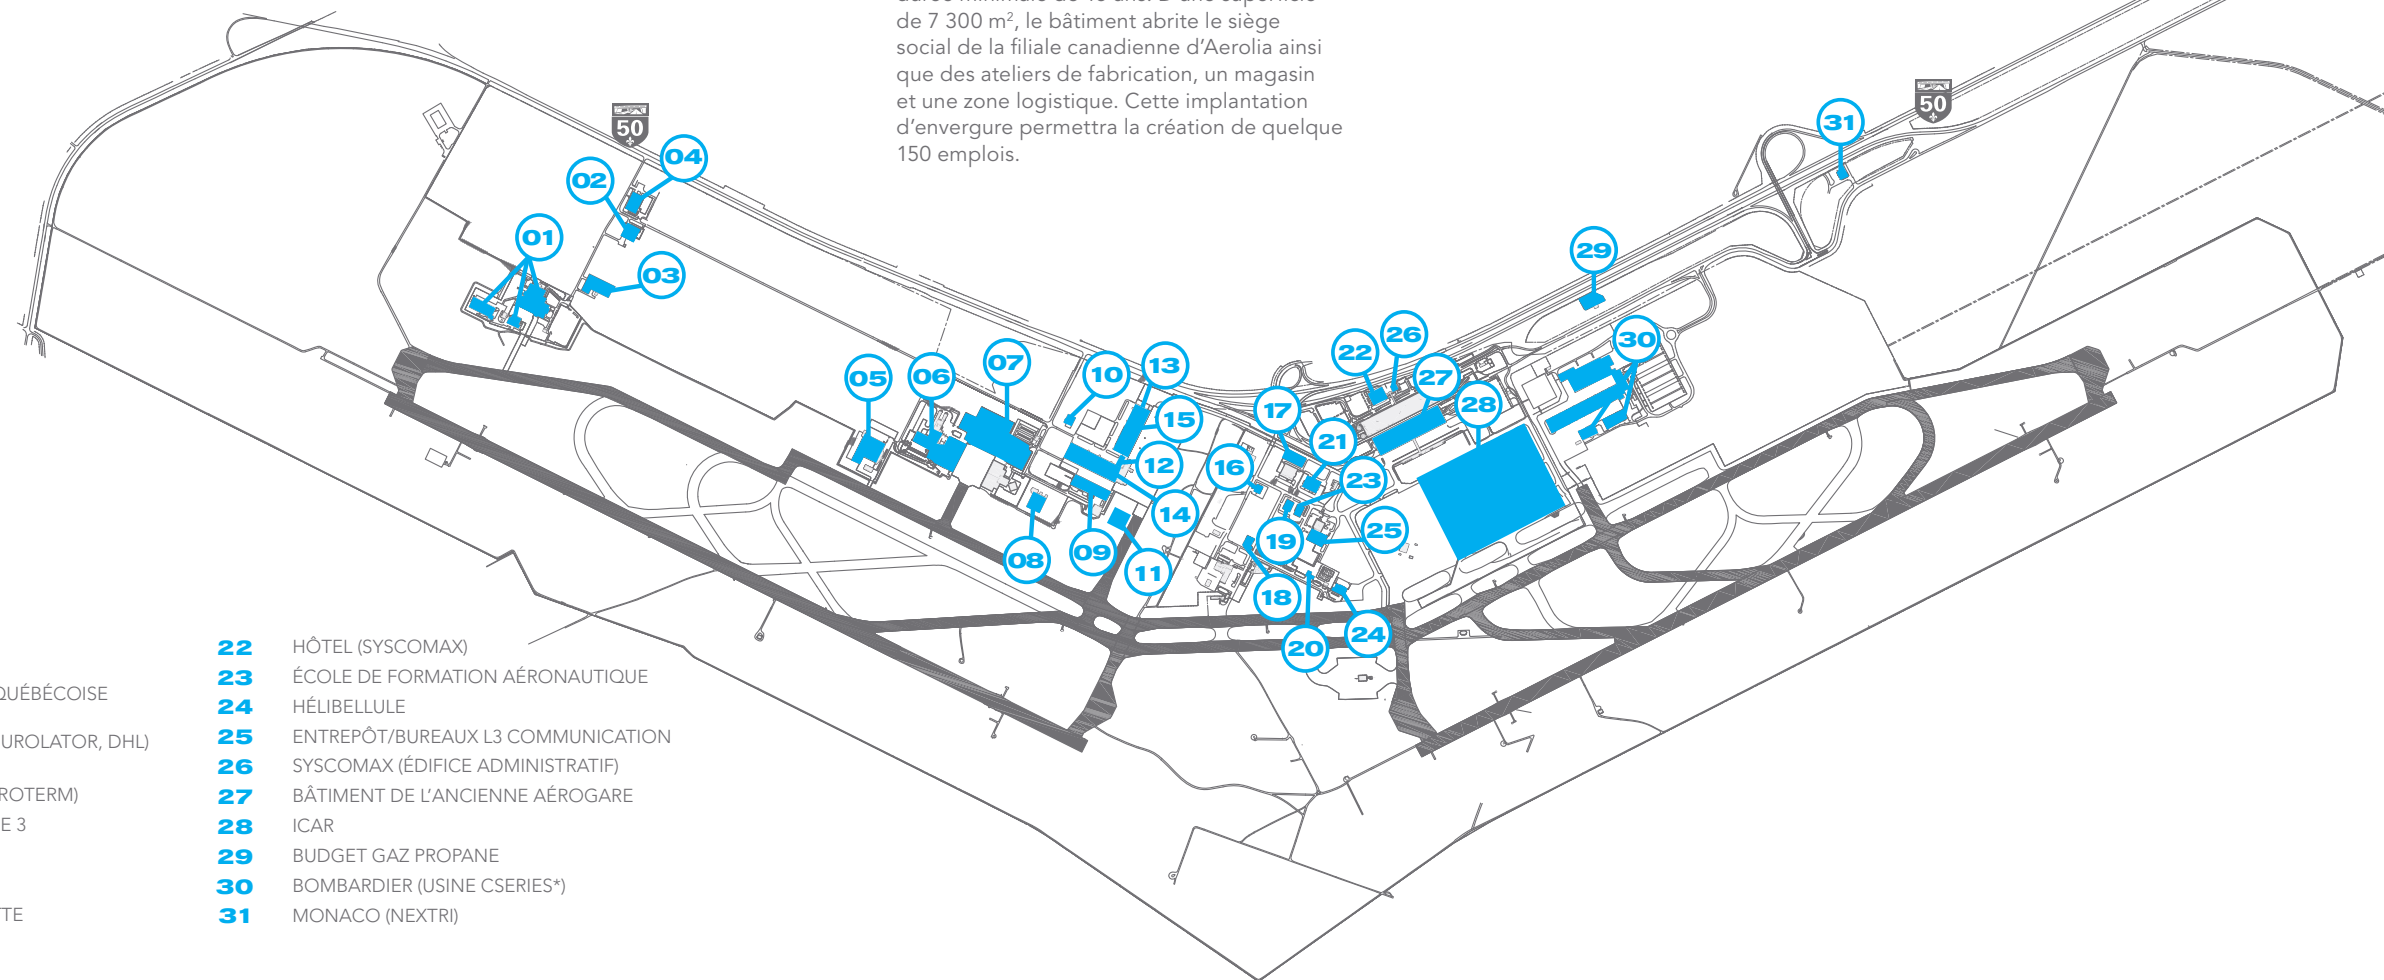 de 7 300 m², le bâtiment abrite le siège
social de la filiale canadienne d’Aerolia ainsi
que des ateliers de fabrication, un magasin
et une zone logistique. Cette implantation
d’envergure permettra la création de quelque
150 emplois.
50
50
31
04
02
01
03
29
26
22
30
07
13
10
27
05
06
28
17
15
21
12
16
23
14
25
19
09
08
11
18
24
20
QUÉBÉCOISE
UROLATOR, DHL)
ROTERM)
E 3
TTE
22 HÔTEL (SYSCOMAX)
23 ÉCOLE DE FORMATION AÉRONAUTIQUE
24 HÉLIBELLULE
25 ENTREPÔT/BUREAUX L3 COMMUNICATION
26 SYSCOMAX (ÉDIFICE ADMINISTRATIF)
27 BÂTIMENT DE L’ANCIENNE AÉROGARE
28 ICAR
29 BUDGET GAZ PROPANE
30 BOMBARDIER (USINE CSERIES*)
31 MONACO (NEXTRI)